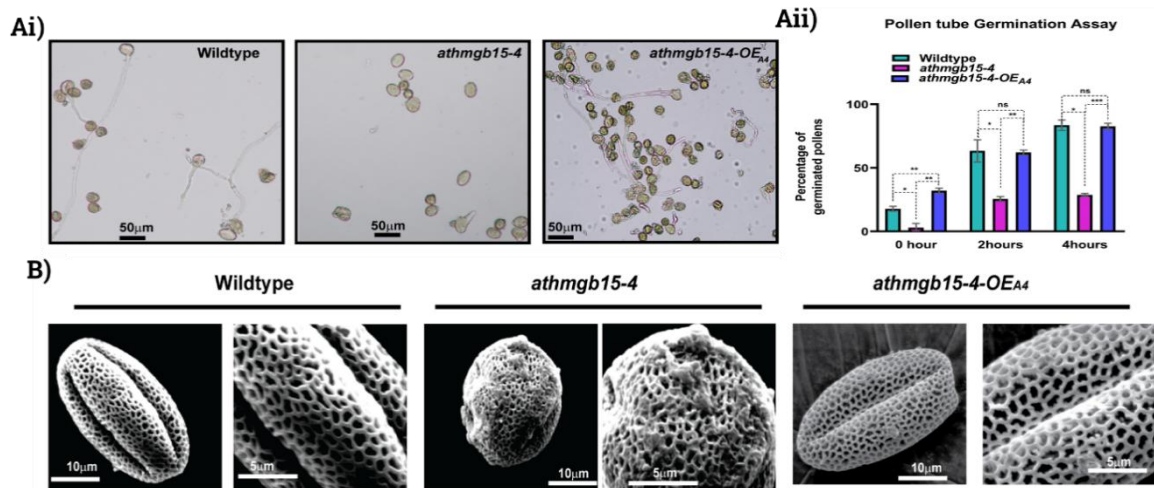 Ai)
Wildtype
50μm
athmgb15-4
50μm
athmgb15-4-OEA4
50μm
Aii)
Pollen tube Germination Assay
Wildtype
athmgb15-4
athmgb15-4-OEA4
Percentage of
germinated pollens
100
50
0
** * **
ns * **
ns * ***
0 hour 2hours 4hours
B)
Wildtype athmgb15-4 athmgb15-4-OEA4
10μm 5μm 10μm 5μm 10μm 5μm